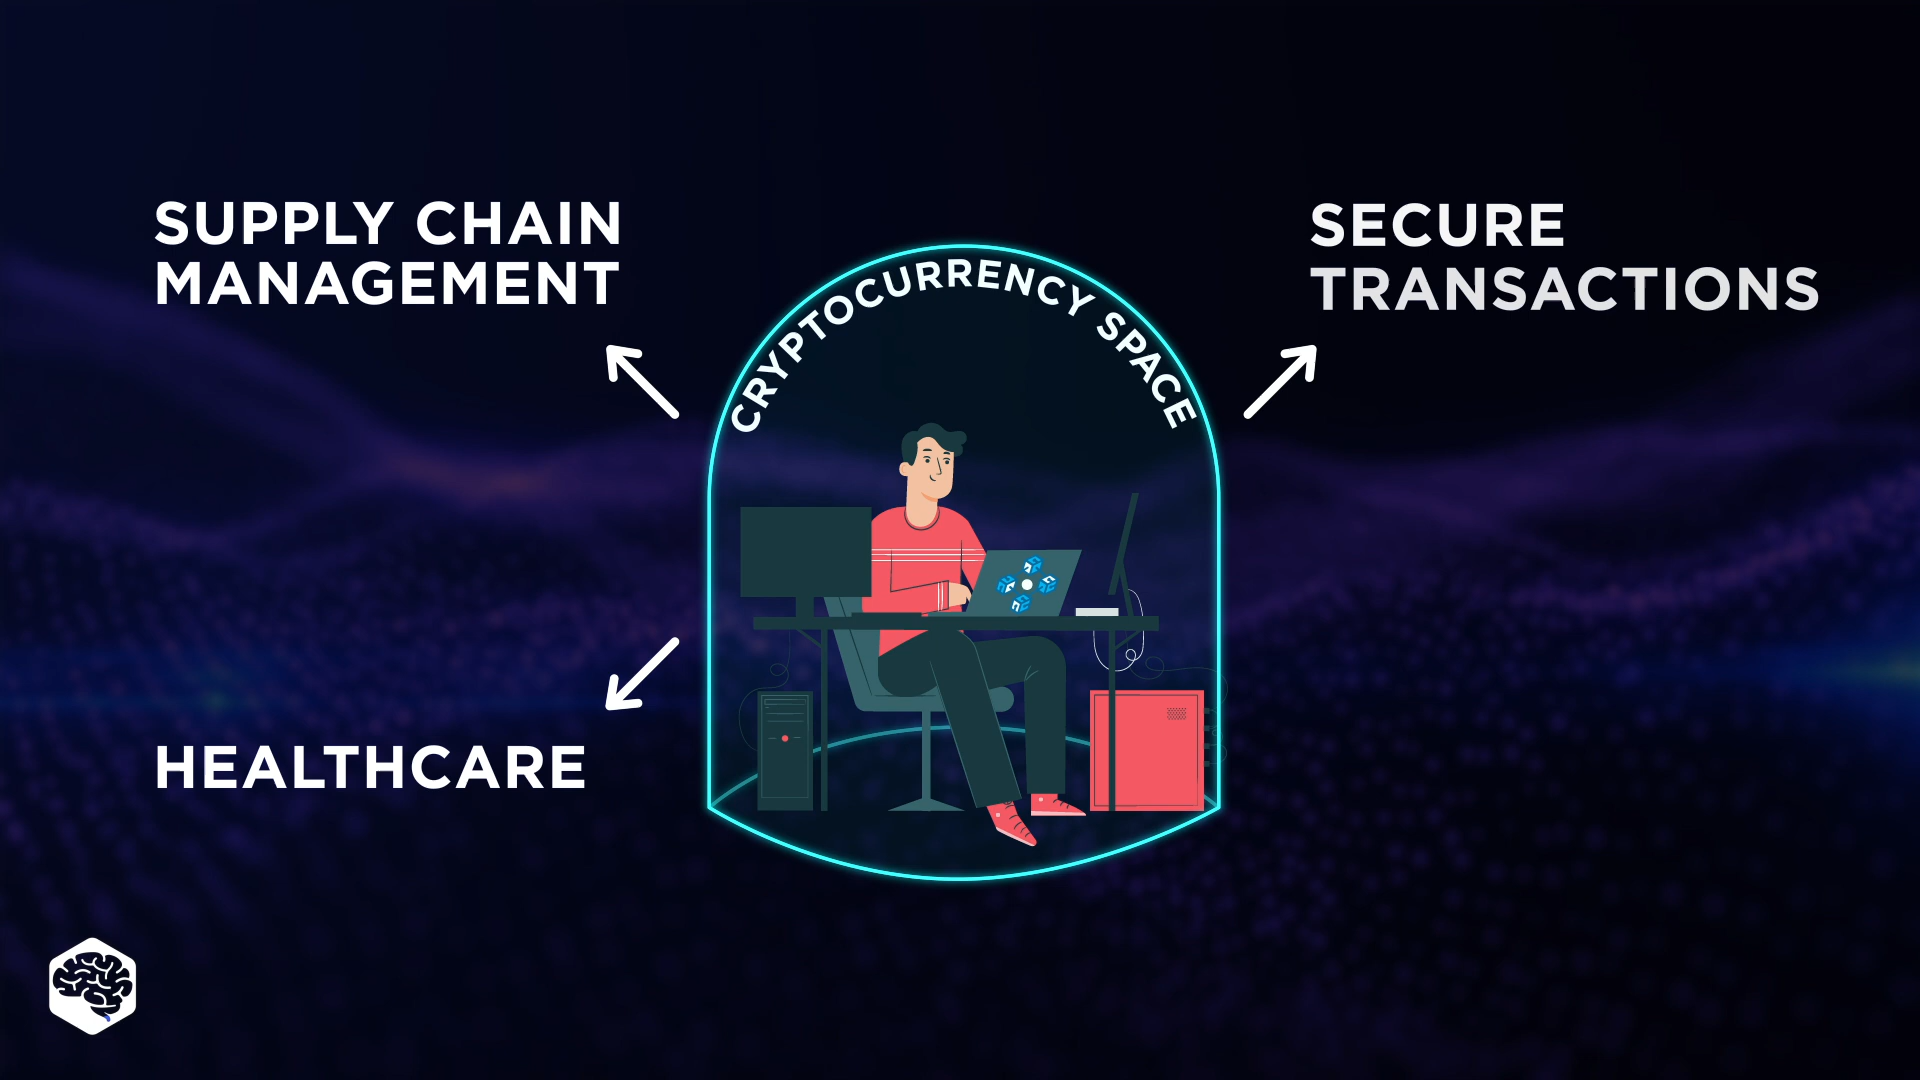 SUPPLY CHAIN
MANAGEMENT
SECURE
TRANSACTIONS
CRYPTOCURRENCY SPACE
HEALTHCARE